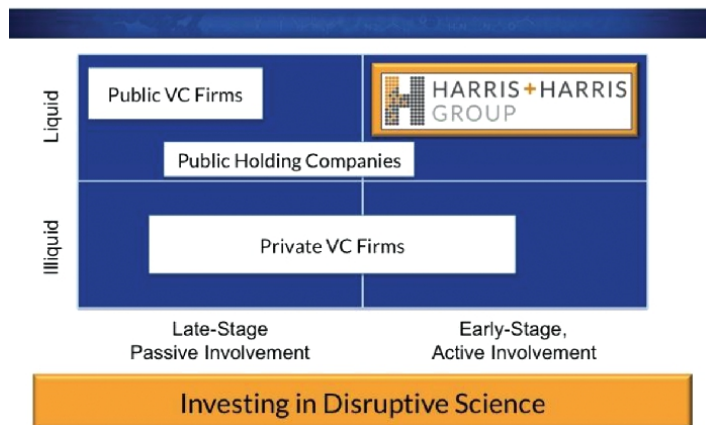 Liquid
Public VC Firms
HARRIS+HARRIS
GROUP
Public Holding Companies
Illiquid
Private VC Firms
Late-Stage
Passive Involvement
Early-Stage,
Active Involvement
Investing in Disruptive Science